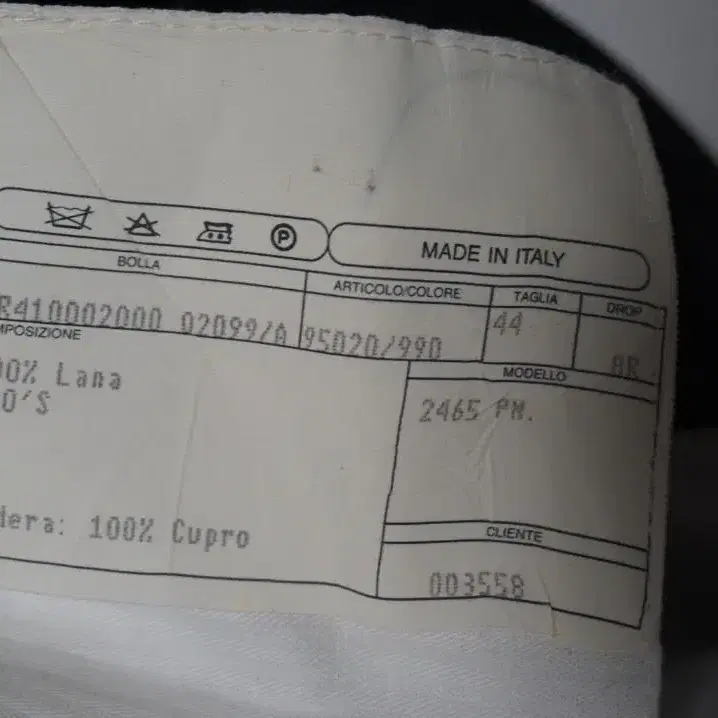 P MADE IN ITALY
BOLLA ARTICOLO/COLORE TAGLIA DROP
R410002000 02099/A 95020/990 44 8R
MPOSIZIONE MODELLO
00% Lana 2465 PM.
0'S
dera: 100% Cupro CLIENTE
003558